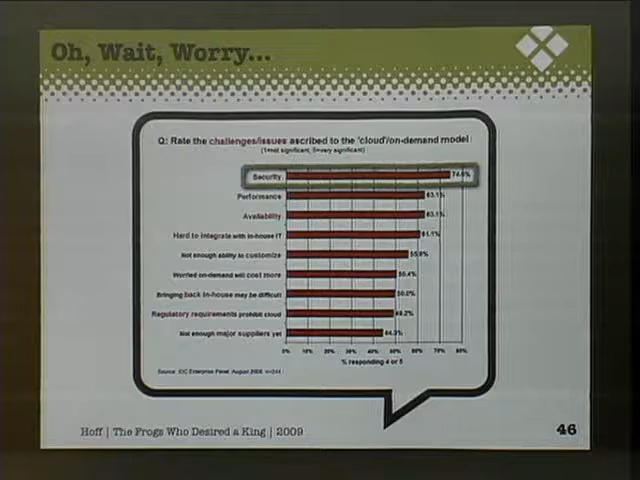 Oh, Wait, Worry...
Q: Rate the challenges/issues ascribed to the 'cloud'/on-demand model
(1=not significant, 5=very significant)
Security 74.6%
Performance 63.1%
Availability 63.1%
Hard to integrate with in-house IT 61.1%
Not enough ability to customize 55.8%
Worried on-demand will cost more 50.4%
Bringing back in-house may be difficult 50.0%
Regulatory requirements prohibit cloud 49.2%
Not enough major suppliers yet 44.3%
0% 10% 20% 30% 40% 50% 60% 70% 80%
% responding 4 or 5
Source: IDC Enterprise Panel, August 2008 n=244
Hoff | The Frogs Who Desired a King | 2009
46